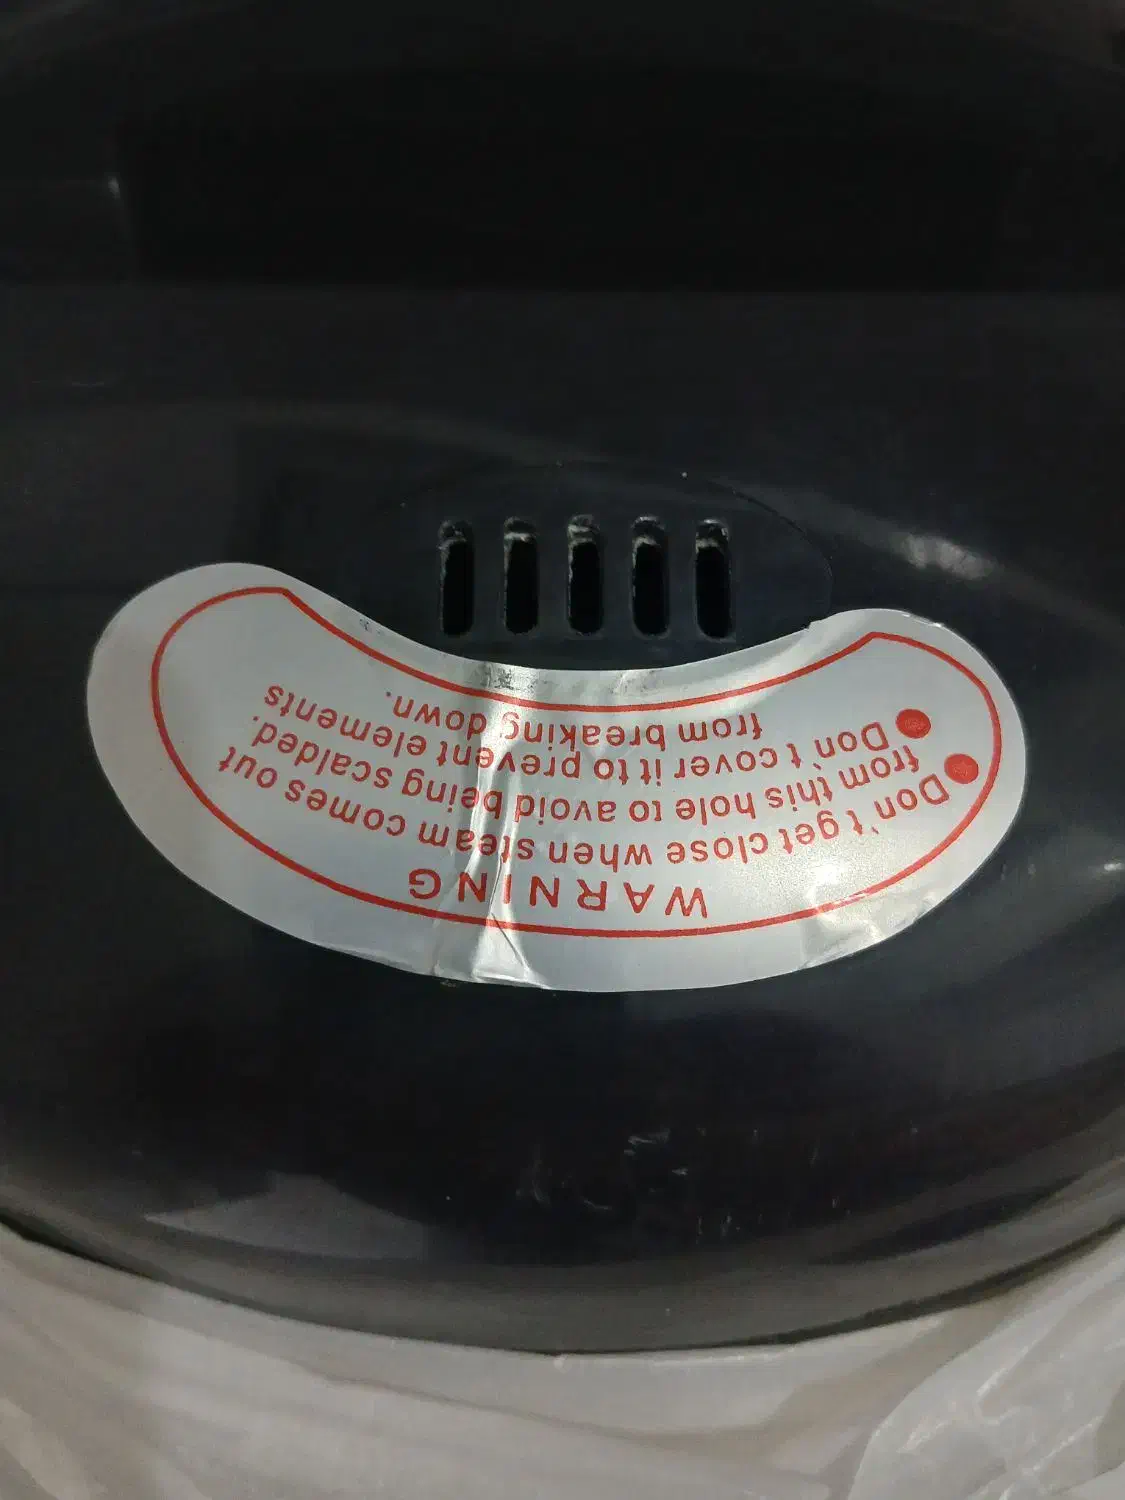 WARNING
● Don't get close when steam comes out
from this hole to avoid being scalded.
● Don't cover it to prevent elements
from breaking down.